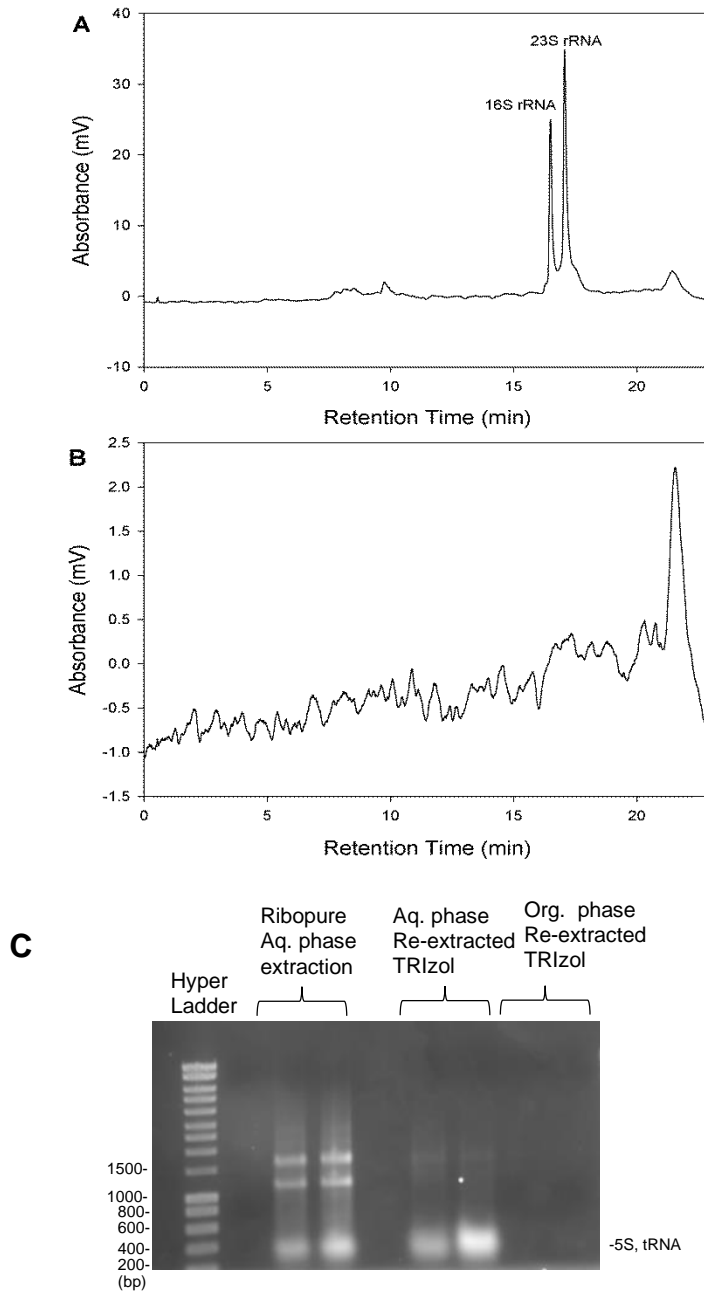 A
40
23S rRNA
30
16S rRNA
20
10
0
-10
Absorbance (mV)
0 5 10 15 20
Retention Time (min)
B
2.5
2.0
1.5
1.0
0.5
0.0
-0.5
-1.0
-1.5
Absorbance (mV)
0 5 10 15 20
Retention Time (min)
C
Hyper
Ladder
Ribopure
Aq. phase
extraction
Aq. phase
Re-extracted
TRIzol
Org. phase
Re-extracted
TRIzol
1500-
1000-
800-
600-
400-
200-
(bp)
-5S, tRNA